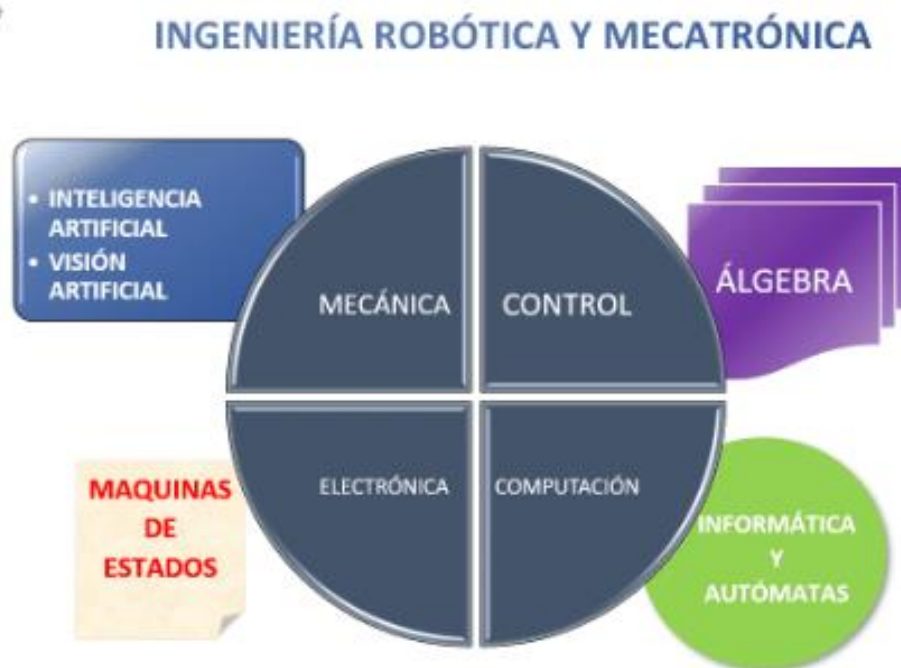 INGENIERÍA ROBÓTICA Y MECATRÓNICA
• INTELIGENCIA
ARTIFICIAL
• VISIÓN
ARTIFICIAL
MECÁNICA
CONTROL
ÁLGEBRA
MAQUINAS
DE
ESTADOS
ELECTRÓNICA
COMPUTACIÓN
INFORMÁTICA
Y
AUTÓMATAS